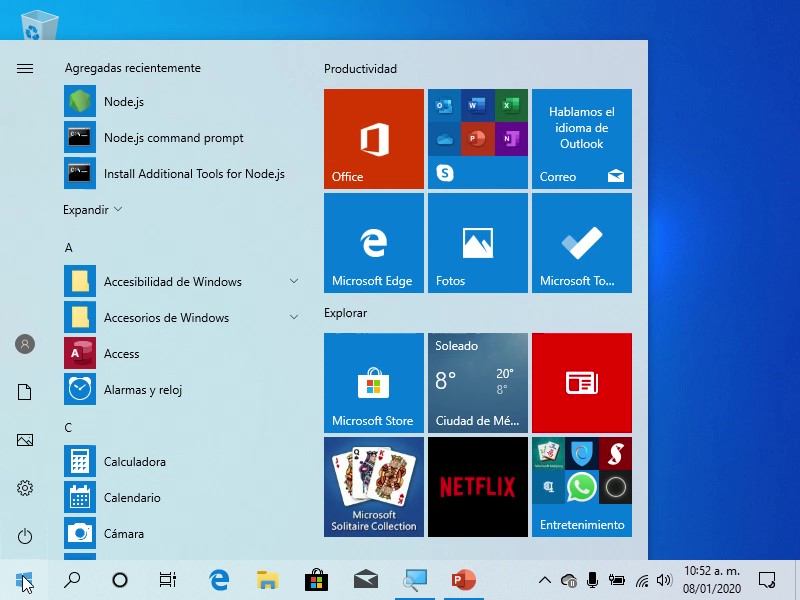 Agregadas recientemente
Node.js
Node.js command prompt
Install Additional Tools for Node.js
Expandir
A
Accesibilidad de Windows
Accesorios de Windows
Access
Alarmas y reloj
C
Calculadora
Calendario
Cámara
Productividad
Office
Hablamos el
idioma de
Outlook
Correo
Microsoft Edge
Fotos
Microsoft To...
Explorar
Microsoft Store
Soleado
8°
20°
8°
Ciudad de Mé...
Microsoft
Solitaire Collection
NETFLIX
Entretenimiento
10:52 a. m.
08/01/2020